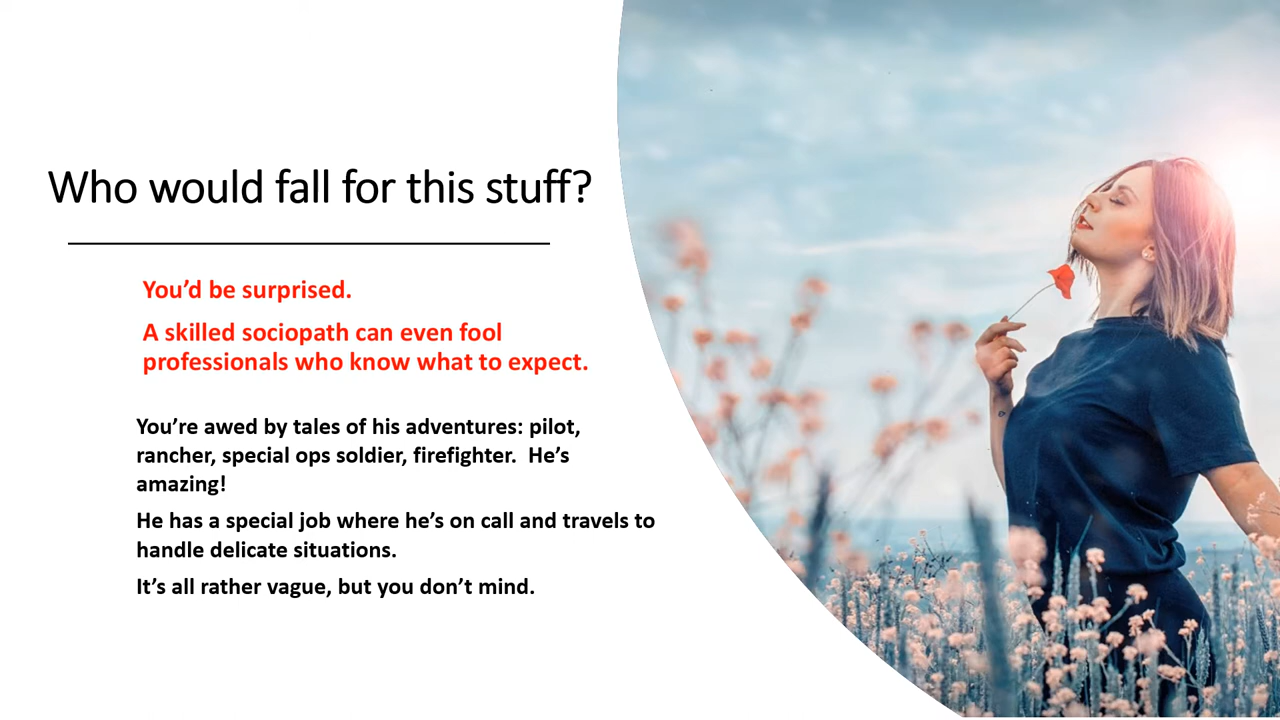 Who would fall for this stuff?
You’d be surprised.
A skilled sociopath can even fool
professionals who know what to expect.
You’re awed by tales of his adventures: pilot,
rancher, special ops soldier, firefighter.  He’s
amazing!
He has a special job where he’s on call and travels to
handle delicate situations.
It’s all rather vague, but you don’t mind.